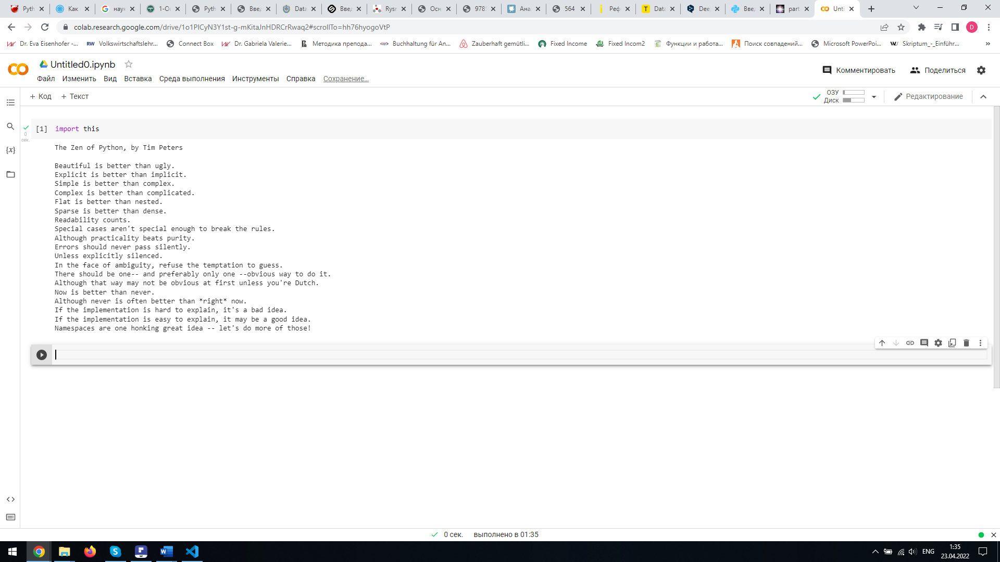 Pyth
Как
наук
1-Oc
Pyth
Введ
Data
Введ
Rysn
Осн
978
Ана
564
Реф
Data
Dee
Введ
part
Unti
colab.research.google.com
Dr. Eva Eisenhofer -...
RW Volkswirtschaftslehr...
Connect Box
Dr. Gabriela Valerie...
Методика препода...
Buchhaltung für An...
Zauberhaft gemütli...
Fixed Income
Fixed Incom2
Функции и работа...
Поиск совпадений...
Microsoft PowerPoi...
Skriptum_-_Einführ...
»
Untitled0.ipynb
Комментировать
Поделиться
Файл Изменить Вид Вставка Среда выполнения Инструменты Справка Сохранение...
+ Код + Текст
ОЗУ
Диск
Редактирование
{x}
0
сек.
[1] import this
The Zen of Python, by Tim Peters
Beautiful is better than ugly.
Explicit is better than implicit.
Simple is better than complex.
Complex is better than complicated.
Flat is better than nested.
Sparse is better than dense.
Readability counts.
Special cases aren't special enough to break the rules.
Although practicality beats purity.
Errors should never pass silently.
Unless explicitly silenced.
In the face of ambiguity, refuse the temptation to guess.
There should be one-- and preferably only one --obvious way to do it.
Although that way may not be obvious at first unless you're Dutch.
Now is better than never.
Although never is often better than *right* now.
If the implementation is hard to explain, it's a bad idea.
If the implementation is easy to explain, it may be a good idea.
Namespaces are one honking great idea -- let's do more of those!
0 сек. выполнено в 01:35
ENG
1:35
23.04.2022